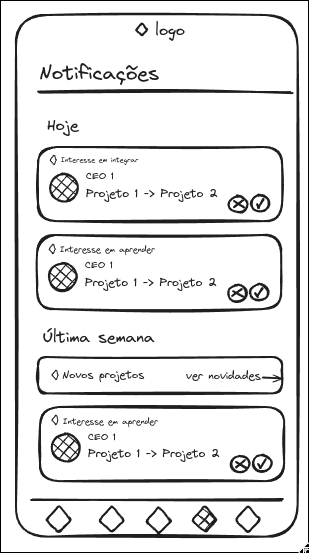 logo
Notificações
Hoje
Interesse em integrar
CEO 1
Projeto 1 -> Projeto 2
Interesse em aprender
CEO 1
Projeto 1 -> Projeto 2
Última semana
Novos projetos ver novidades
Interesse em aprender
CEO 1
Projeto 1 -> Projeto 2